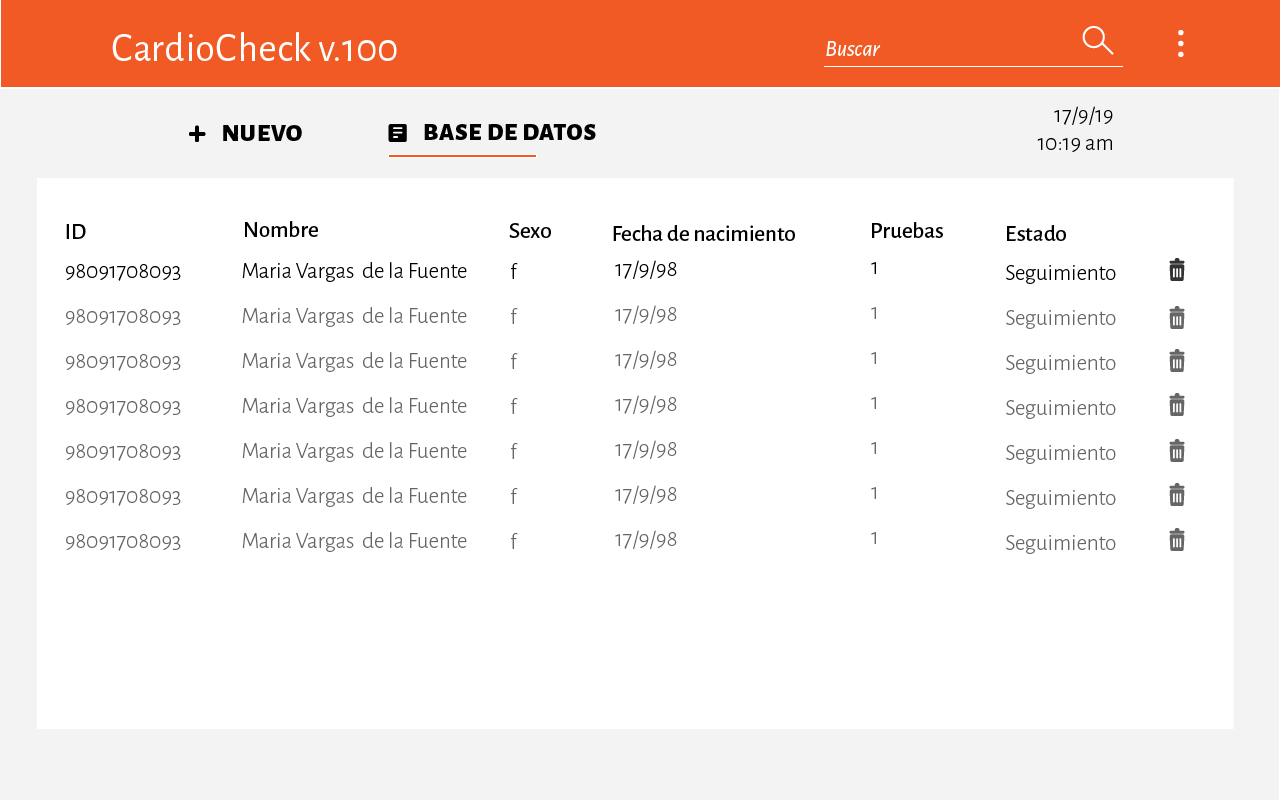 CardioCheck v.100
Buscar
NUEVO
BASE DE DATOS
17/9/19
10:19 am
ID Nombre Sexo Fecha de nacimiento Pruebas Estado
98091708093 Maria Vargas de la Fuente f 17/9/98 1 Seguimiento
98091708093 Maria Vargas de la Fuente f 17/9/98 1 Seguimiento
98091708093 Maria Vargas de la Fuente f 17/9/98 1 Seguimiento
98091708093 Maria Vargas de la Fuente f 17/9/98 1 Seguimiento
98091708093 Maria Vargas de la Fuente f 17/9/98 1 Seguimiento
98091708093 Maria Vargas de la Fuente f 17/9/98 1 Seguimiento
98091708093 Maria Vargas de la Fuente f 17/9/98 1 Seguimiento